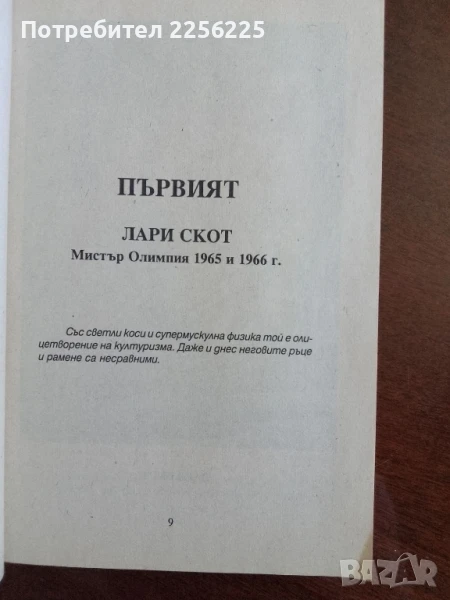 Потребител 2256225
ПЪРВИЯТ
ЛАРИ СКОТ
Мистър Олимпия 1965 и 1966 г.
Със светли коси и супермускулна физика той е оли-
цетворение на културизма. Даже и днес неговите ръце
и рамене са несравними.
9
BAZAR